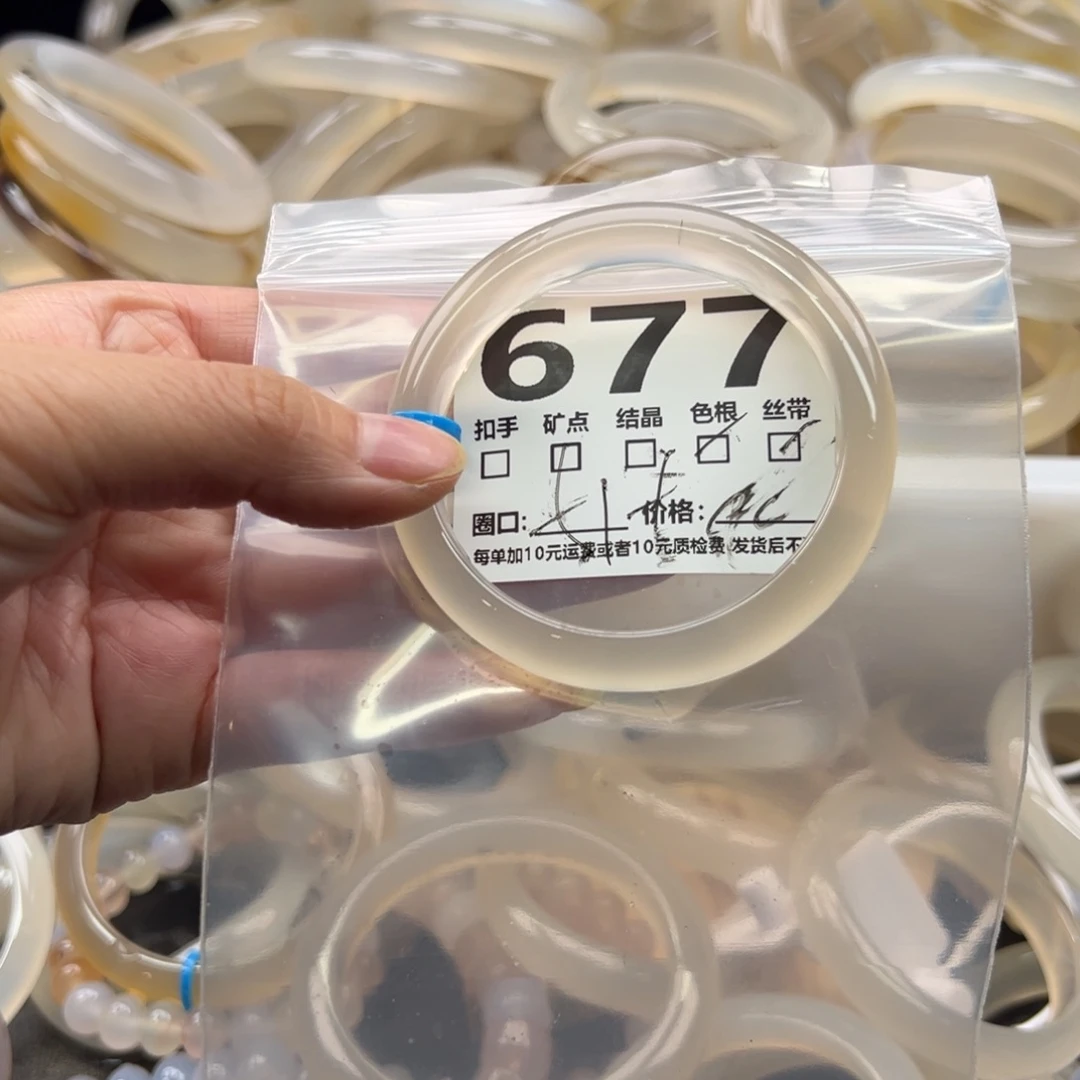 677
扣手 矿点 结晶 色根 丝带
圈口: 价格:
每单加10元运费或者10元质检费 发货后不